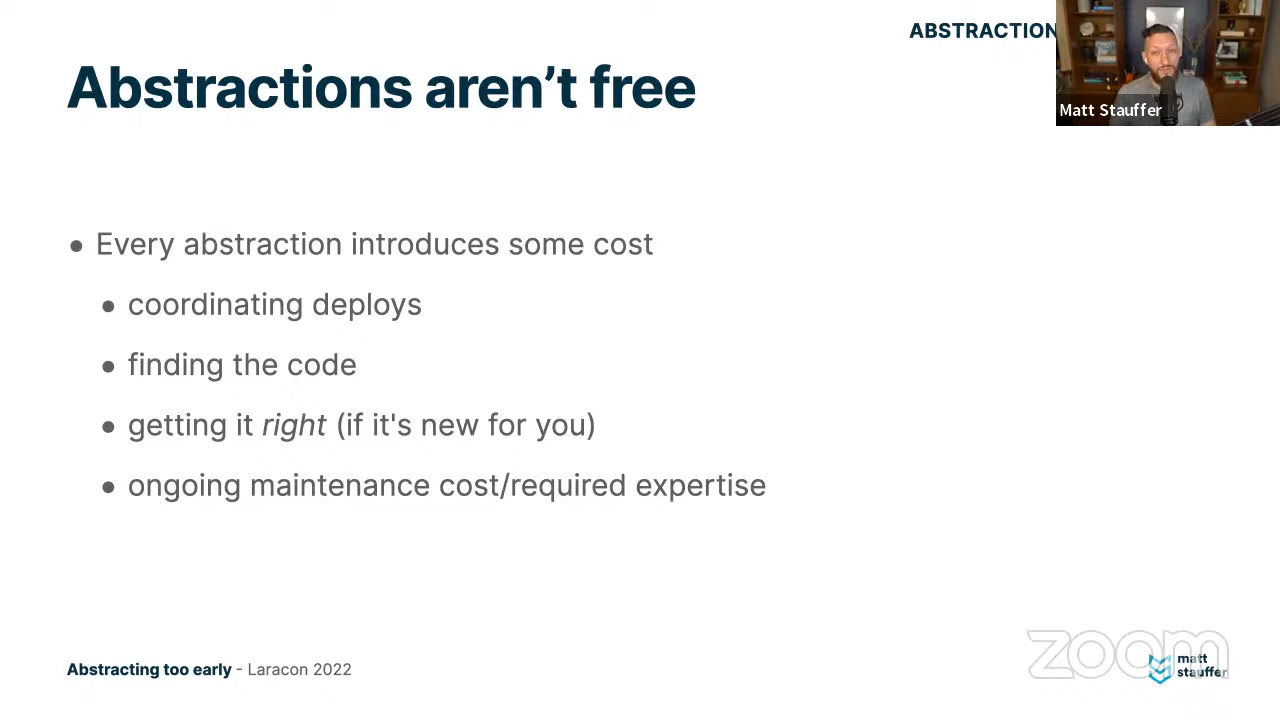 ABSTRACTION
Abstractions aren’t free
Matt Stauffer
• Every abstraction introduces some cost
• coordinating deploys
• finding the code
• getting it right (if it's new for you)
• ongoing maintenance cost/required expertise
Abstracting too early - Laracon 2022
zoom
matt
stauffer